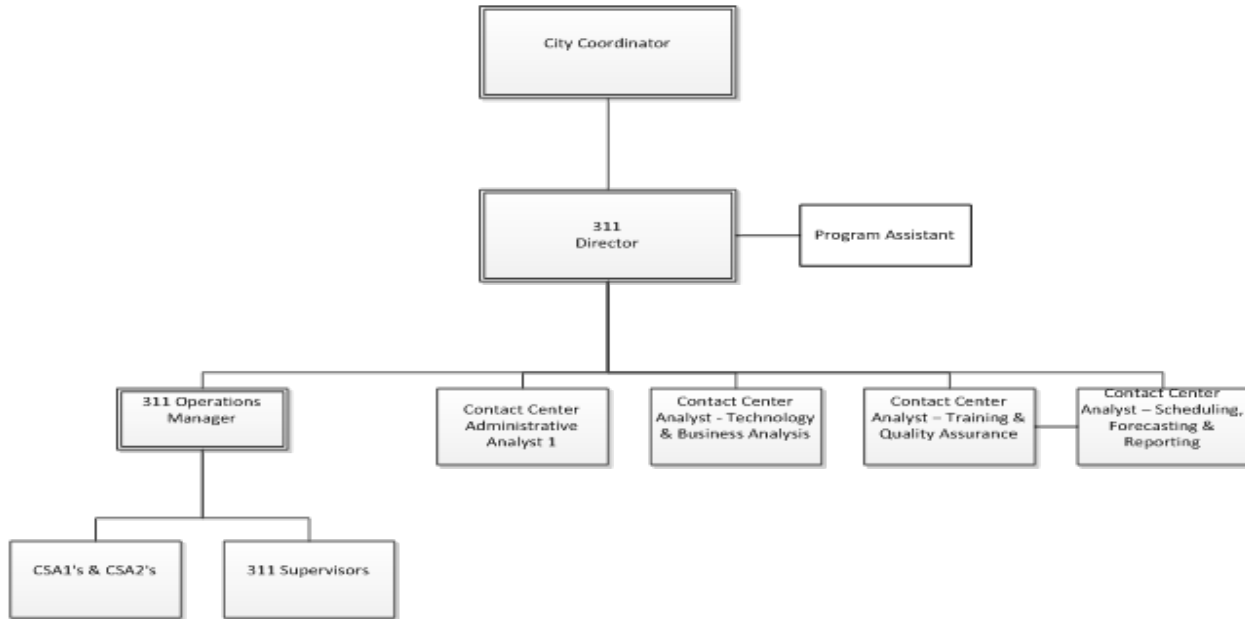 City Coordinator
311
Director
Program Assistant
311 Operations
Manager
Contact Center
Administrative
Analyst 1
Contact Center
Analyst - Technology
& Business Analysis
Contact Center
Analyst – Training &
Quality Assurance
Contact Center
Analyst – Scheduling,
Forecasting &
Reporting
CSA1's & CSA2's
311 Supervisors